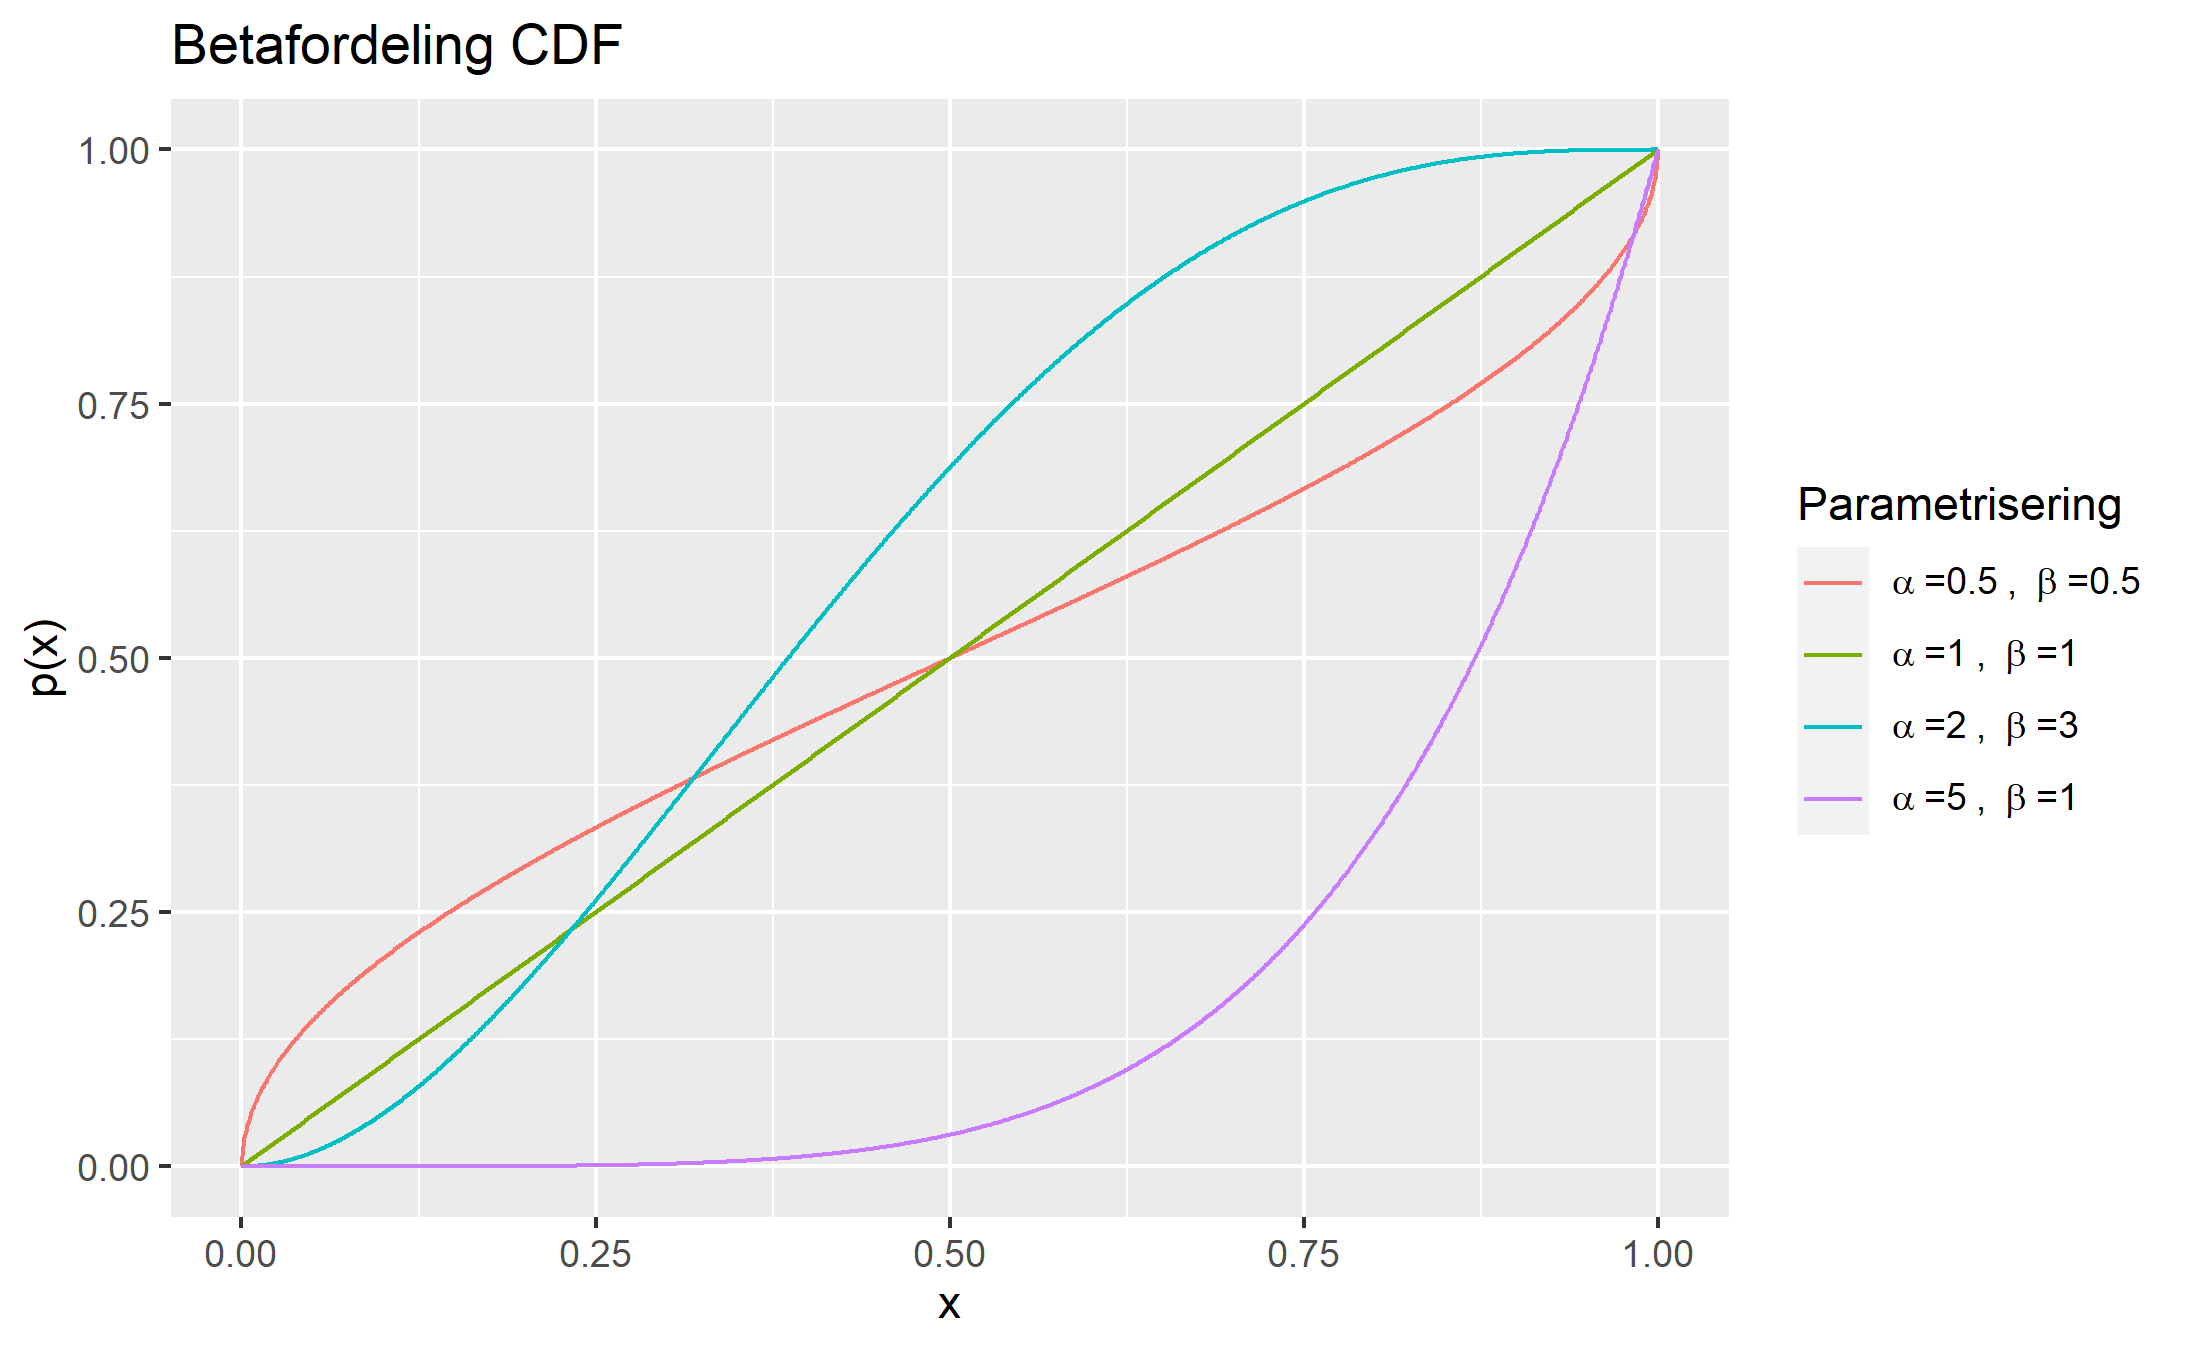 Betafordeling CDF
p(x)
1.00
0.75
0.50
0.25
0.00
0.00 0.25 0.50 0.75 1.00
x
Parametrisering
α =0.5 , β =0.5
α =1 , β =1
α =2 , β =3
α =5 , β =1